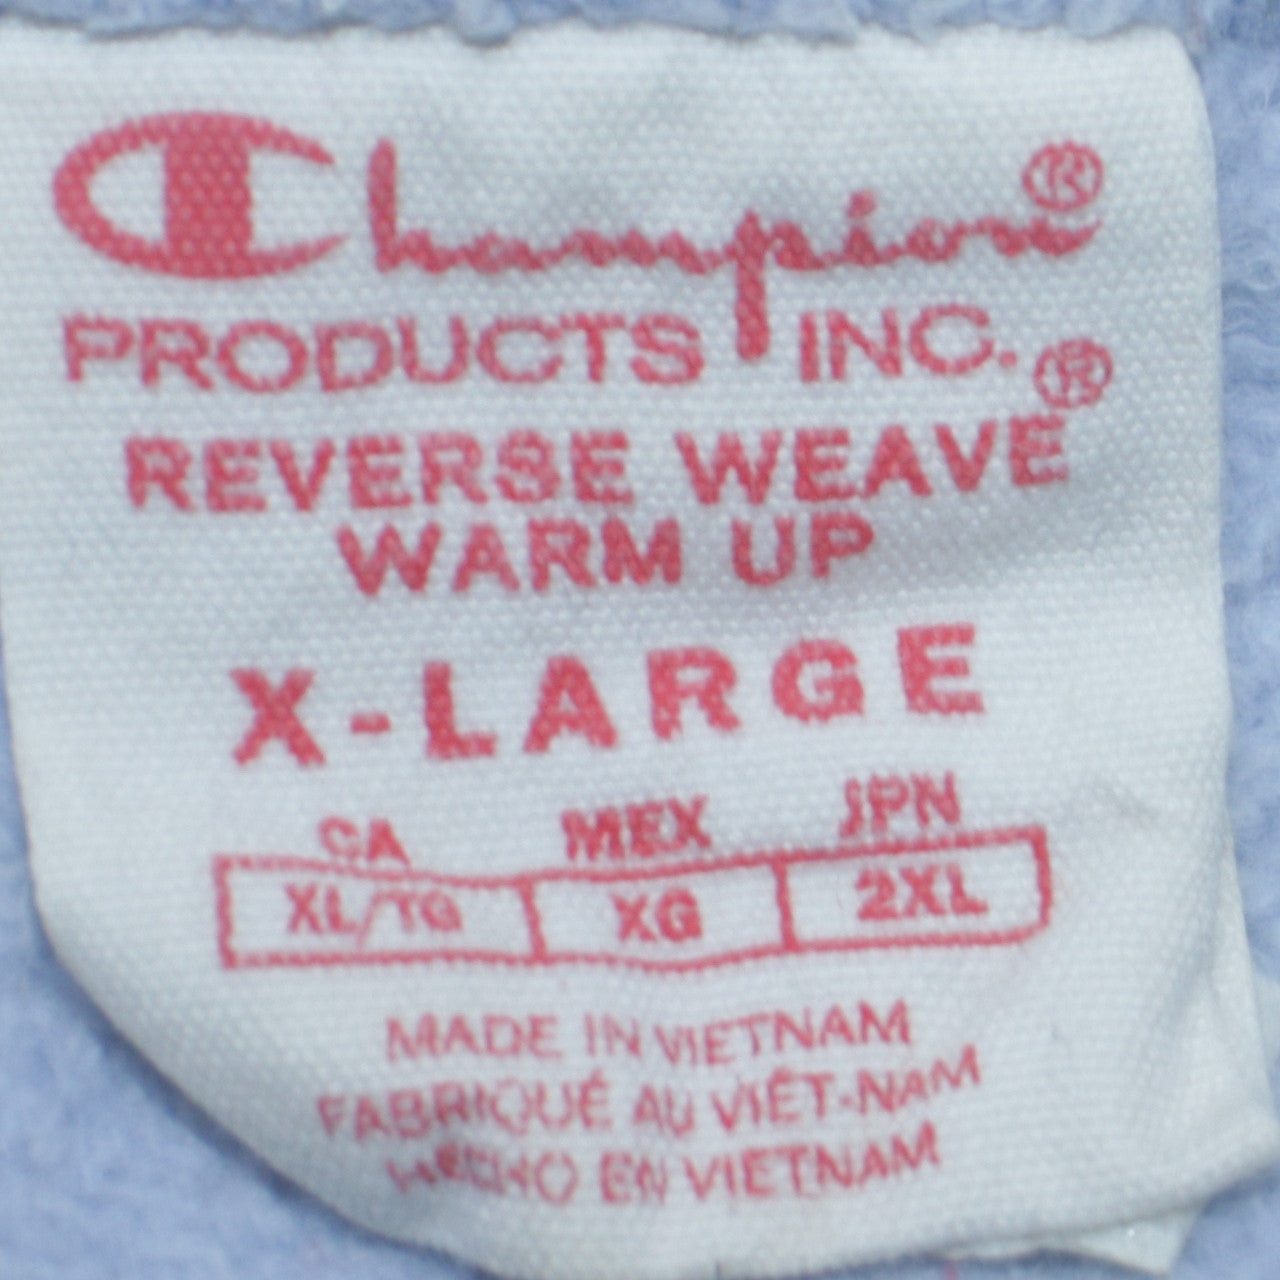 Champion®
PRODUCTS INC.
REVERSE WEAVE®
WARM UP
X-LARGE
CA MEX JPN
XL/TG XG 2XL
MADE IN VIETNAM
FABRIQUÉ AU VIÊT-NAM
HECHO EN VIETNAM